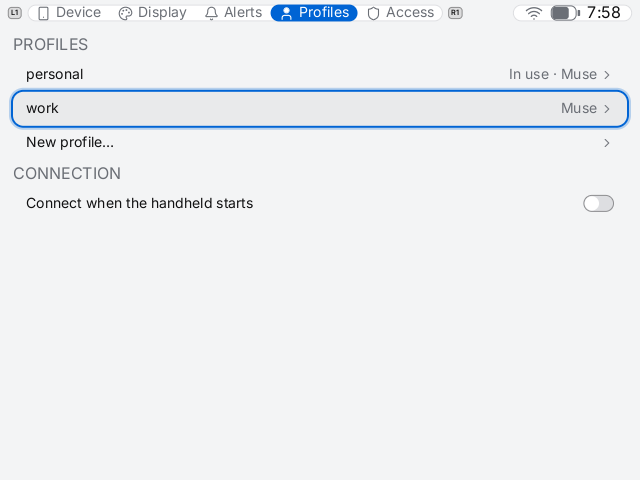 L1 Device Display Alerts Profiles Access R1 7:58
PROFILES
personal In use · Muse
work Muse
New profile...
CONNECTION
Connect when the handheld starts